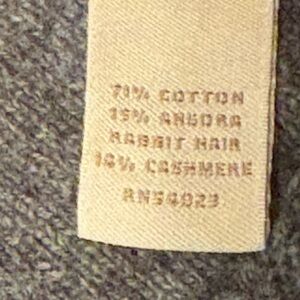 71% COTTON
15% ANGORA
RABBIT HAIR
14% CASHMERE
RN54023